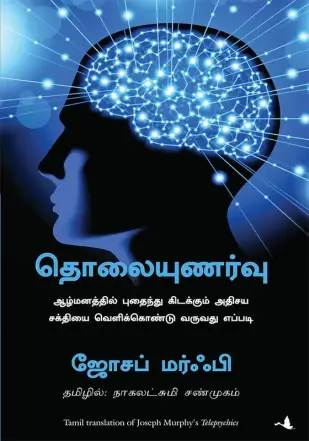 தொலையுணர்வு
ஆழ்மனத்தில் புதைந்து கிடக்கும் அதிசய
சக்தியை வெளிக்கொண்டு வருவது எப்படி
ஜோசப் மர்ஃபி
தமிழில்: நாகலட்சுமி சண்முகம்
Tamil translation of Joseph Murphy's Telepsychics